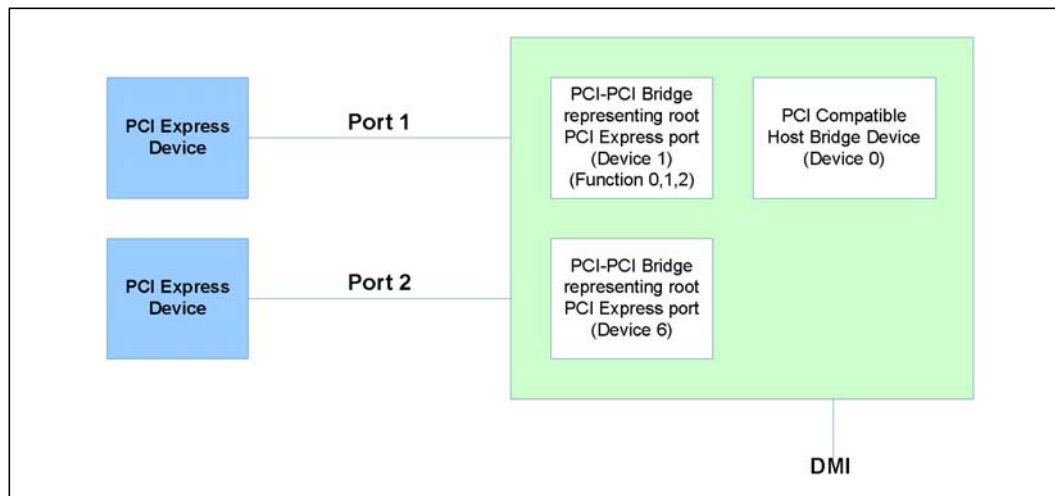 PCI Express
Device
Port 1
PCI-PCI Bridge
representing root
PCI Express port
(Device 1)
(Function 0,1,2)
PCI Compatible
Host Bridge Device
(Device 0)
PCI Express
Device
Port 2
PCI-PCI Bridge
representing root
PCI Express port
(Device 6)
DMI